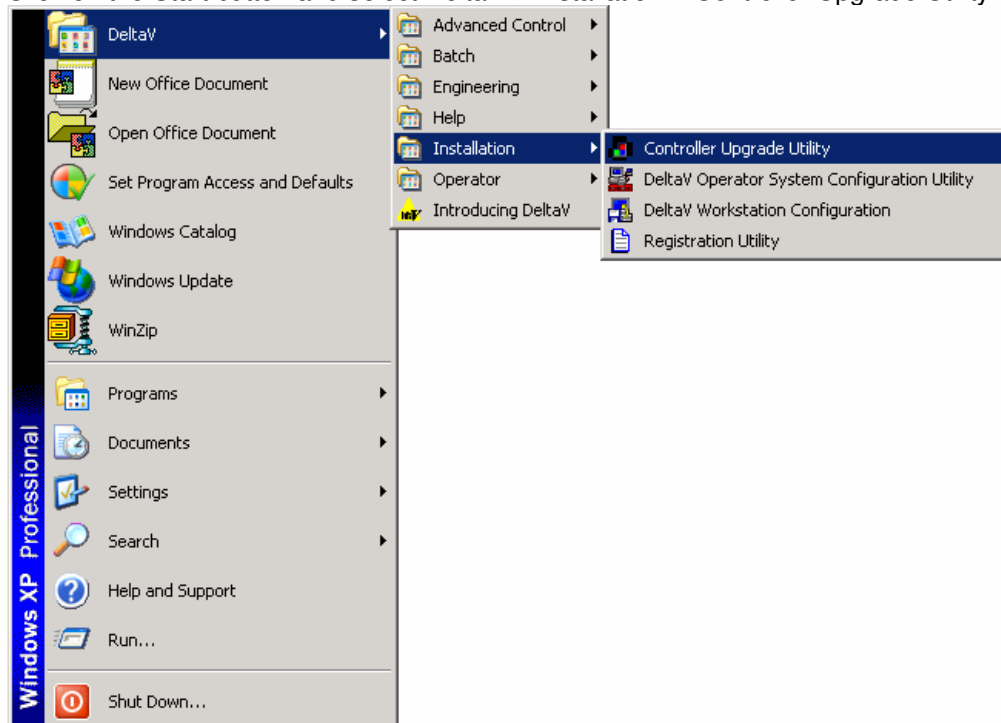 DeltaV
New Office Document
Open Office Document
Set Program Access and Defaults
Windows Catalog
Windows Update
WinZip
Programs
Documents
Settings
Search
Help and Support
Run...
Shut Down...
Windows XP Professional
Advanced Control
Batch
Engineering
Help
Installation
Operator
Introducing DeltaV
Controller Upgrade Utility
DeltaV Operator System Configuration Utility
DeltaV Workstation Configuration
Registration Utility